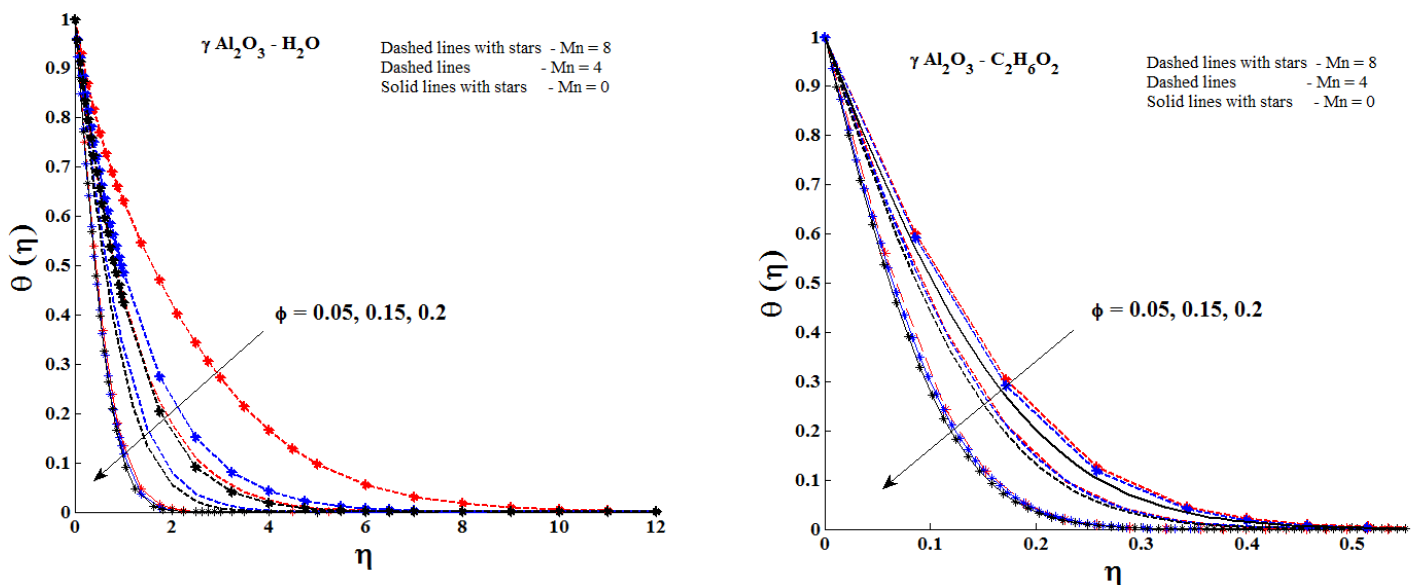 γ Al2O3 - H2O
Dashed lines with stars - Mn = 8
Dashed lines - Mn = 4
Solid lines with stars - Mn = 0
ϕ = 0.05, 0.15, 0.2
θ (η)
1
0.9
0.8
0.7
0.6
0.5
0.4
0.3
0.2
0.1
0
0 2 4 6 8 10 12
η
γ Al2O3 - C2H6O2
Dashed lines with stars - Mn = 8
Dashed lines - Mn = 4
Solid lines with stars - Mn = 0
ϕ = 0.05, 0.15, 0.2
θ (η)
1
0.9
0.8
0.7
0.6
0.5
0.4
0.3
0.2
0.1
0
0 0.1 0.2 0.3 0.4 0.5
η